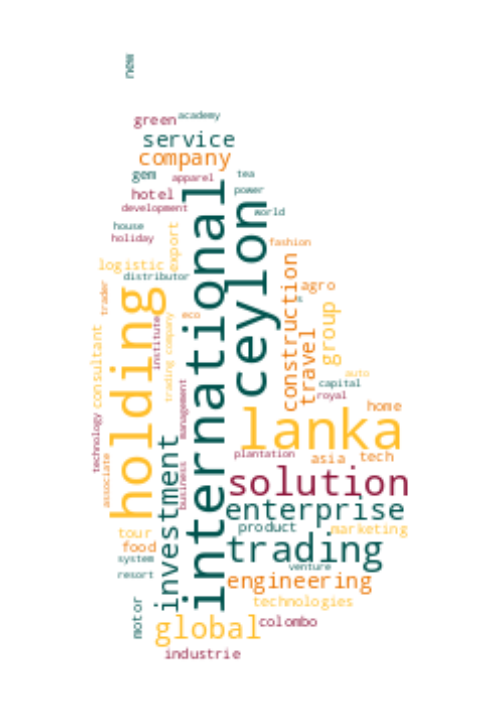 new
academy
green
service
company
gem
apparel
tea
hotel
power
development
world
house
holiday
export
international
ceylon
fashion
logistic
distributor
trader
holding
agro
construction
group
travel
eco
institute
trading company
consultant
auto
capital
royal
management
lanka
home
technology
plantation
asia
tech
associate
business
investment
solution
enterprise
product
marketing
tour
food
trading
system
venture
resort
engineering
technologies
motor
global
colombo
industrie